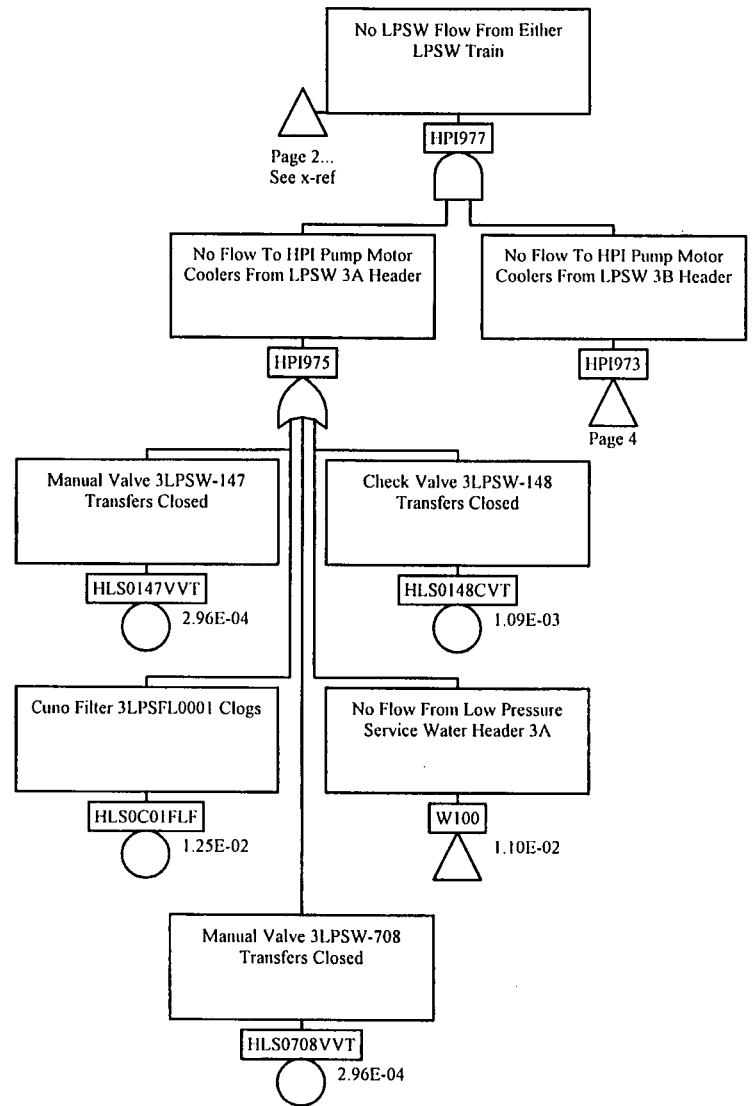 No LPSW Flow From Either
LPSW Train
HPI977
Page 2...
See x-ref
No Flow To HPI Pump Motor
Coolers From LPSW 3A Header
HPI975
No Flow To HPI Pump Motor
Coolers From LPSW 3B Header
HPI973
Page 4
Manual Valve 3LPSW-147
Transfers Closed
HLS0147VVT
2.96E-04
Check Valve 3LPSW-148
Transfers Closed
HLS0148CVT
1.09E-03
Cuno Filter 3LPSFL0001 Clogs
HLS0C01FLF
1.25E-02
No Flow From Low Pressure
Service Water Header 3A
W100
1.10E-02
Manual Valve 3LPSW-708
Transfers Closed
HLS0708VVT
2.96E-04